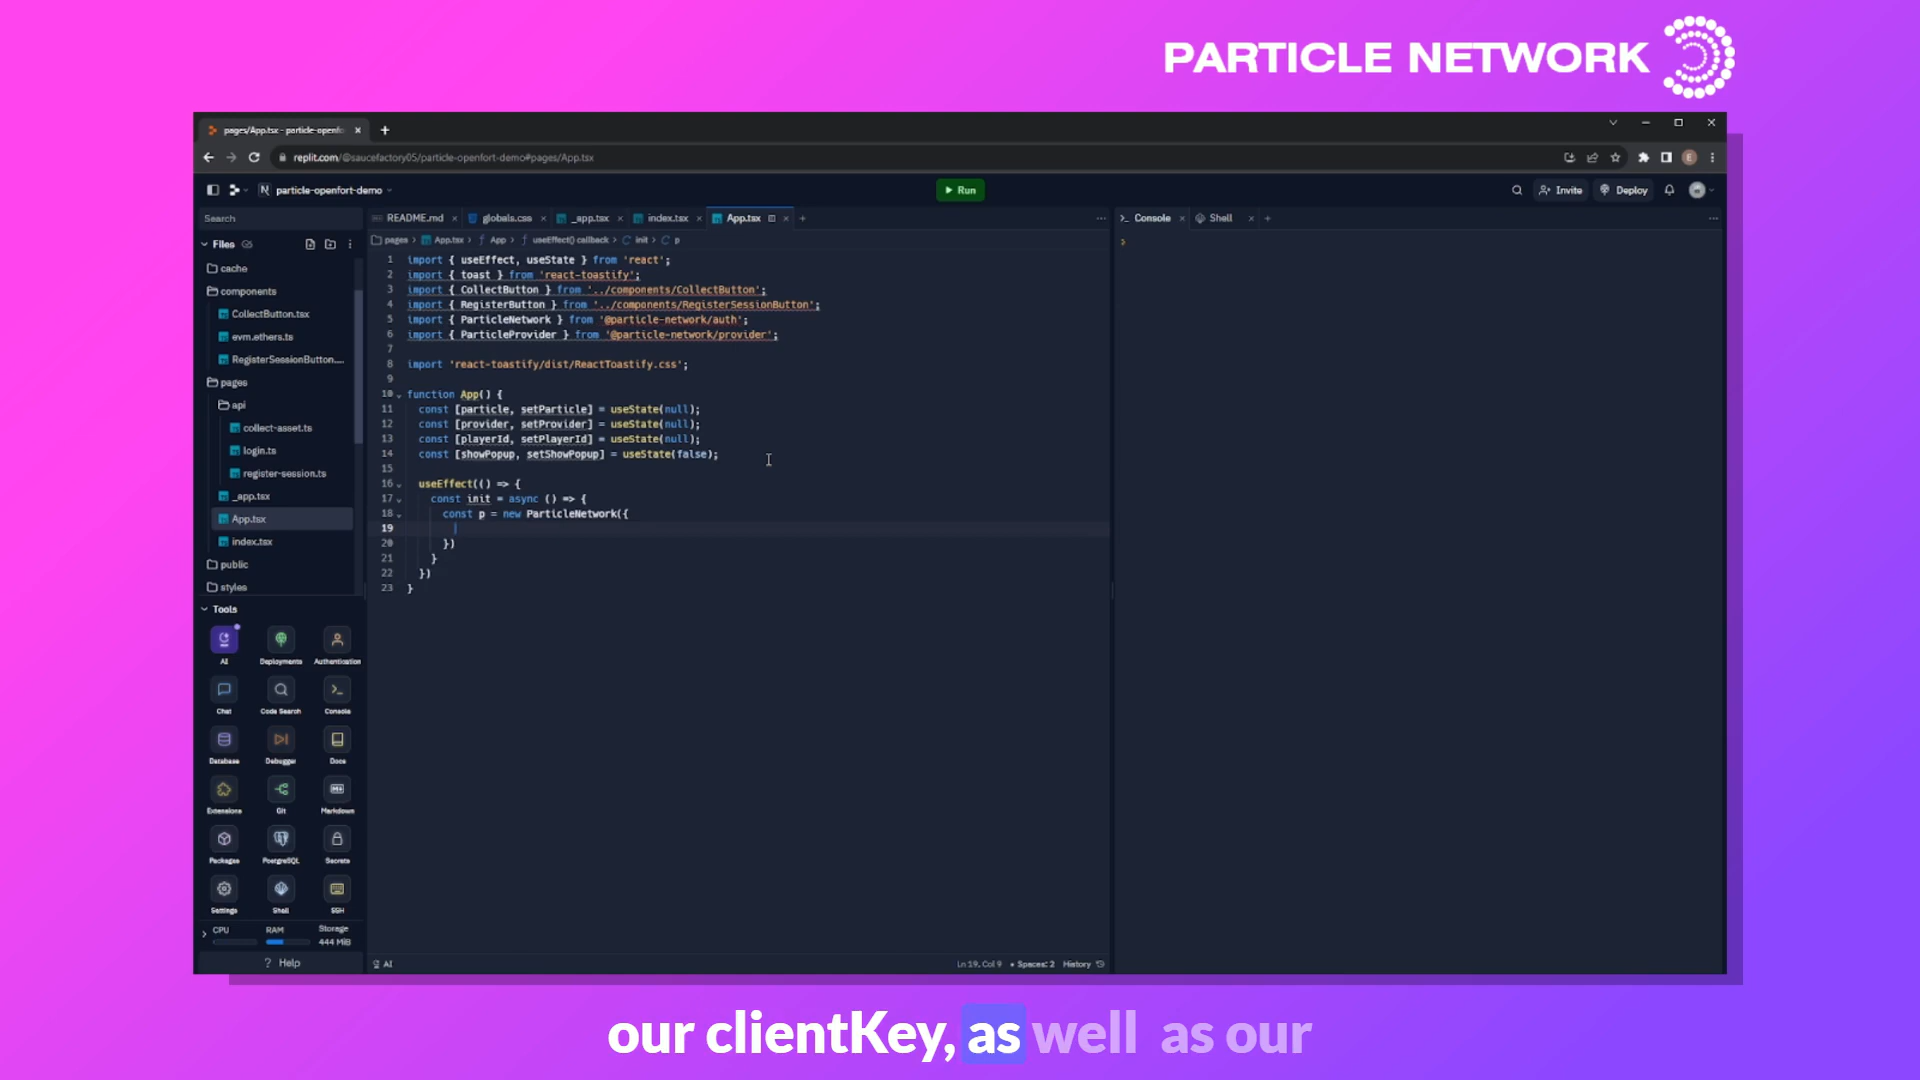 PARTICLE NETWORK
pages/App.tsx - particle-openfo
replit.com/@saucefactory05/particle-openfort-demo#pages/App.tsx
E
particle-openfort-demo
Run
Invite
Deploy
Search
README.md
globals.css
_app.tsx
index.tsx
App.tsx
Console
Shell
Files
pages > App.tsx > f App > f useEffect() callback > init > p
cache
components
CollectButton.tsx
evm.ethers.ts
RegisterSessionButton....
pages
api
collect-asset.ts
login.ts
register-session.ts
_app.tsx
App.tsx
index.tsx
public
styles
1 import { useEffect, useState } from 'react';
2 import { toast } from 'react-toastify';
3 import { CollectButton } from '../components/CollectButton';
4 import { RegisterButton } from '../components/RegisterSessionButton';
5 import { ParticleNetwork } from '@particle-network/auth';
6 import { ParticleProvider } from '@particle-network/provider';
7
8 import 'react-toastify/dist/ReactToastify.css';
9
10 function App() {
11 const [particle, setParticle] = useState(null);
12 const [provider, setProvider] = useState(null);
13 const [playerId, setPlayerId] = useState(null);
14 const [showPopup, setShowPopup] = useState(false);
15
16 useEffect(() => {
17 const init = async () => {
18 const p = new ParticleNetwork({
19
20 })
21 }
22 })
23 }
Tools
AI
Deployments
Authentication
Chat
Code Search
Console
Database
Debugger
Docs
Extensions
Git
Markdown
Packages
PostgreSQL
Secrets
Settings
Shell
SSH
CPU
RAM
Storage
444 MiB
? Help
AI
Ln 19, Col 9 • Spaces: 2 History
our clientKey, as well as our